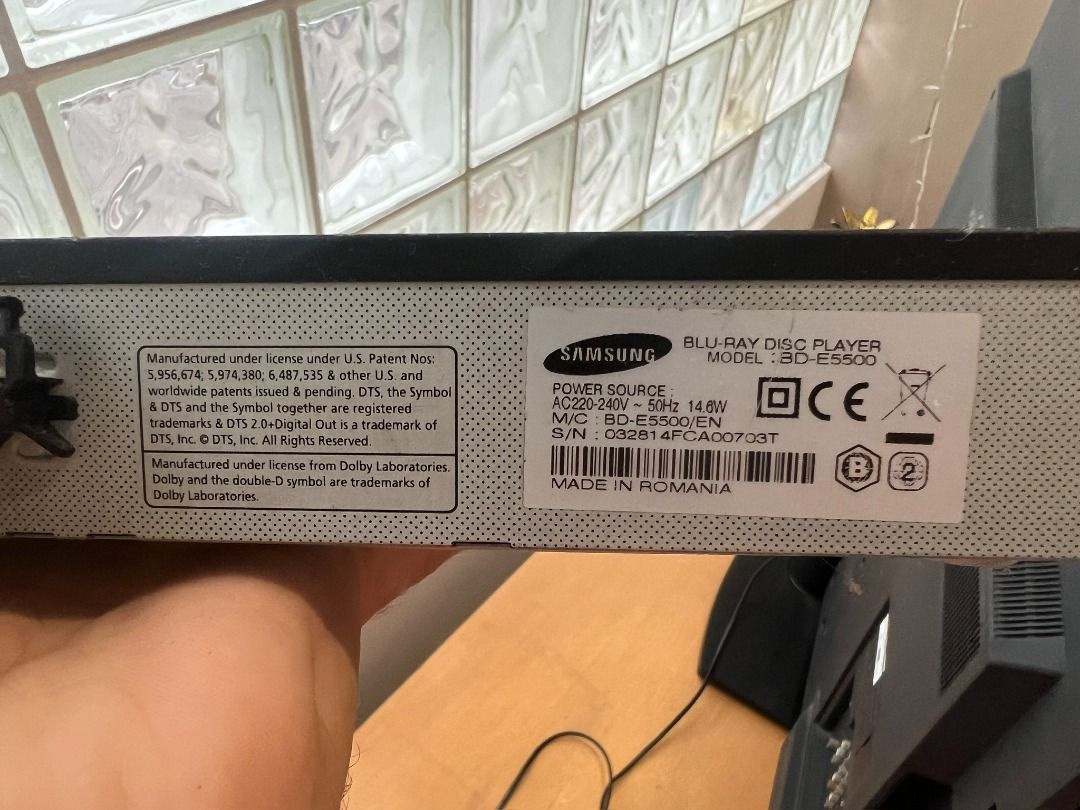 Manufactured under license under U.S. Patent Nos:
5,956,674; 5,974,380; 6,487,535 & other U.S. and
worldwide patents issued & pending. DTS, the Symbol
& DTS and the Symbol together are registered
trademarks & DTS 2.0+Digital Out is a trademark of
DTS, Inc. © DTS, Inc. All Rights Reserved.
Manufactured under license from Dolby Laboratories.
Dolby and the double-D symbol are trademarks of
Dolby Laboratories.
SAMSUNG
BLU-RAY DISC PLAYER
MODEL : BD-E5500
POWER SOURCE :
AC220-240V ~ 50Hz 14.6W
M/C : BD-E5500/EN
S/N : 032814FCA00703T
MADE IN ROMANIA
CE
B
2